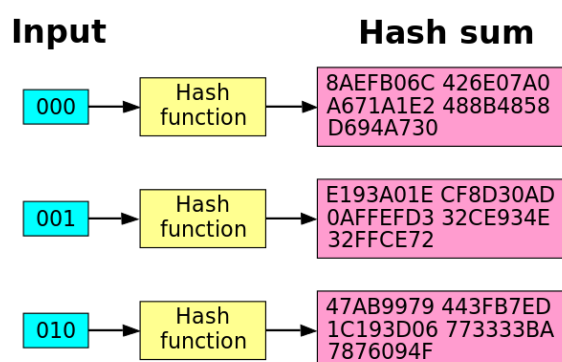 Input Hash sum
000 Hash function 8AEFB06C 426E07A0
A671A1E2 488B4858
D694A730
001 Hash function E193A01E CF8D30AD
0AFFEFD3 32CE934E
32FFCE72
010 Hash function 47AB9979 443FB7ED
1C193D06 773333BA
7876094F